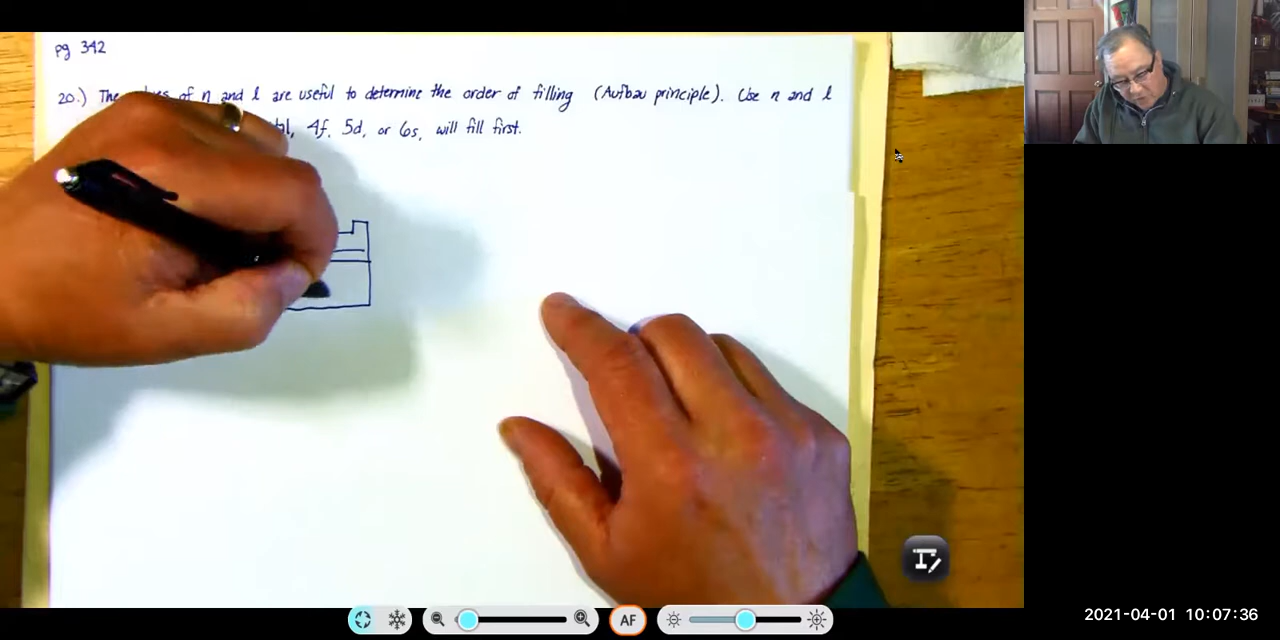 pg 342
20.) The of n and l are useful to determine the order of filling (Aufbau principle). Use n and l
4f, 5d, or 6s, will fill first.
AF
2021-04-01 10:07:36